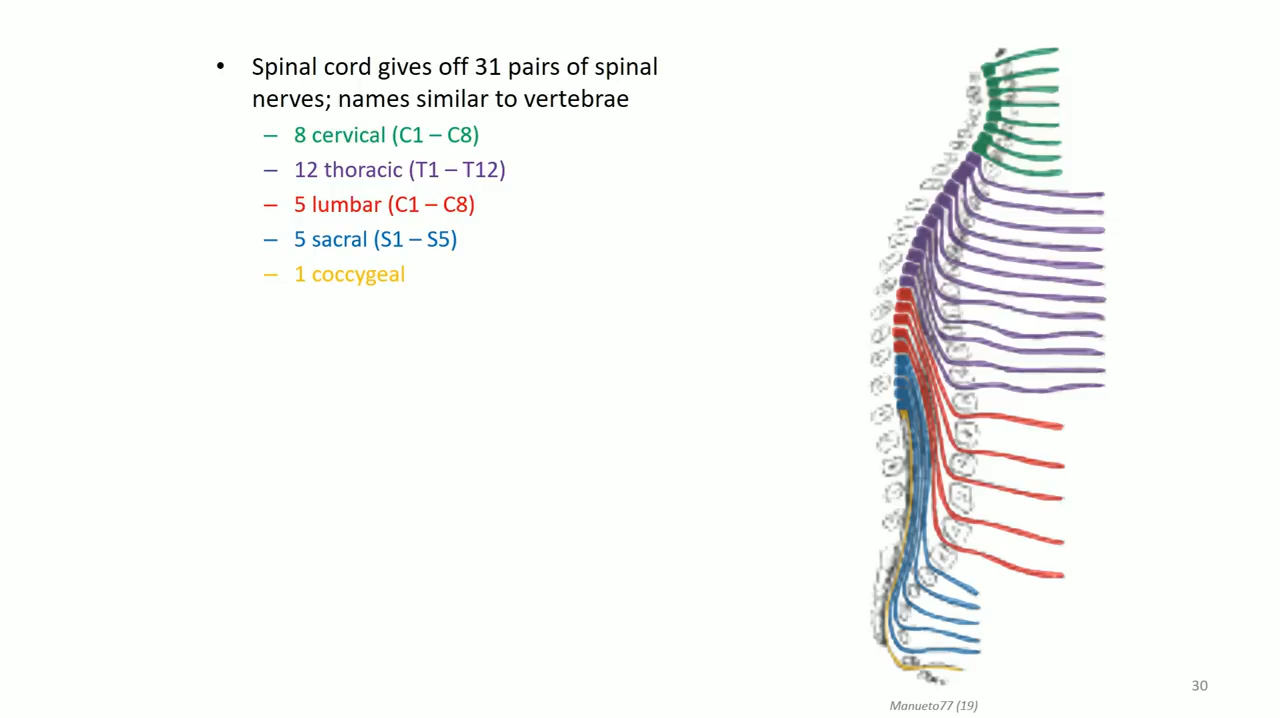 • Spinal cord gives off 31 pairs of spinal
nerves; names similar to vertebrae
– 8 cervical (C1 – C8)
– 12 thoracic (T1 – T12)
– 5 lumbar (C1 – C8)
– 5 sacral (S1 – S5)
– 1 coccygeal
30
Manueto77 (19)